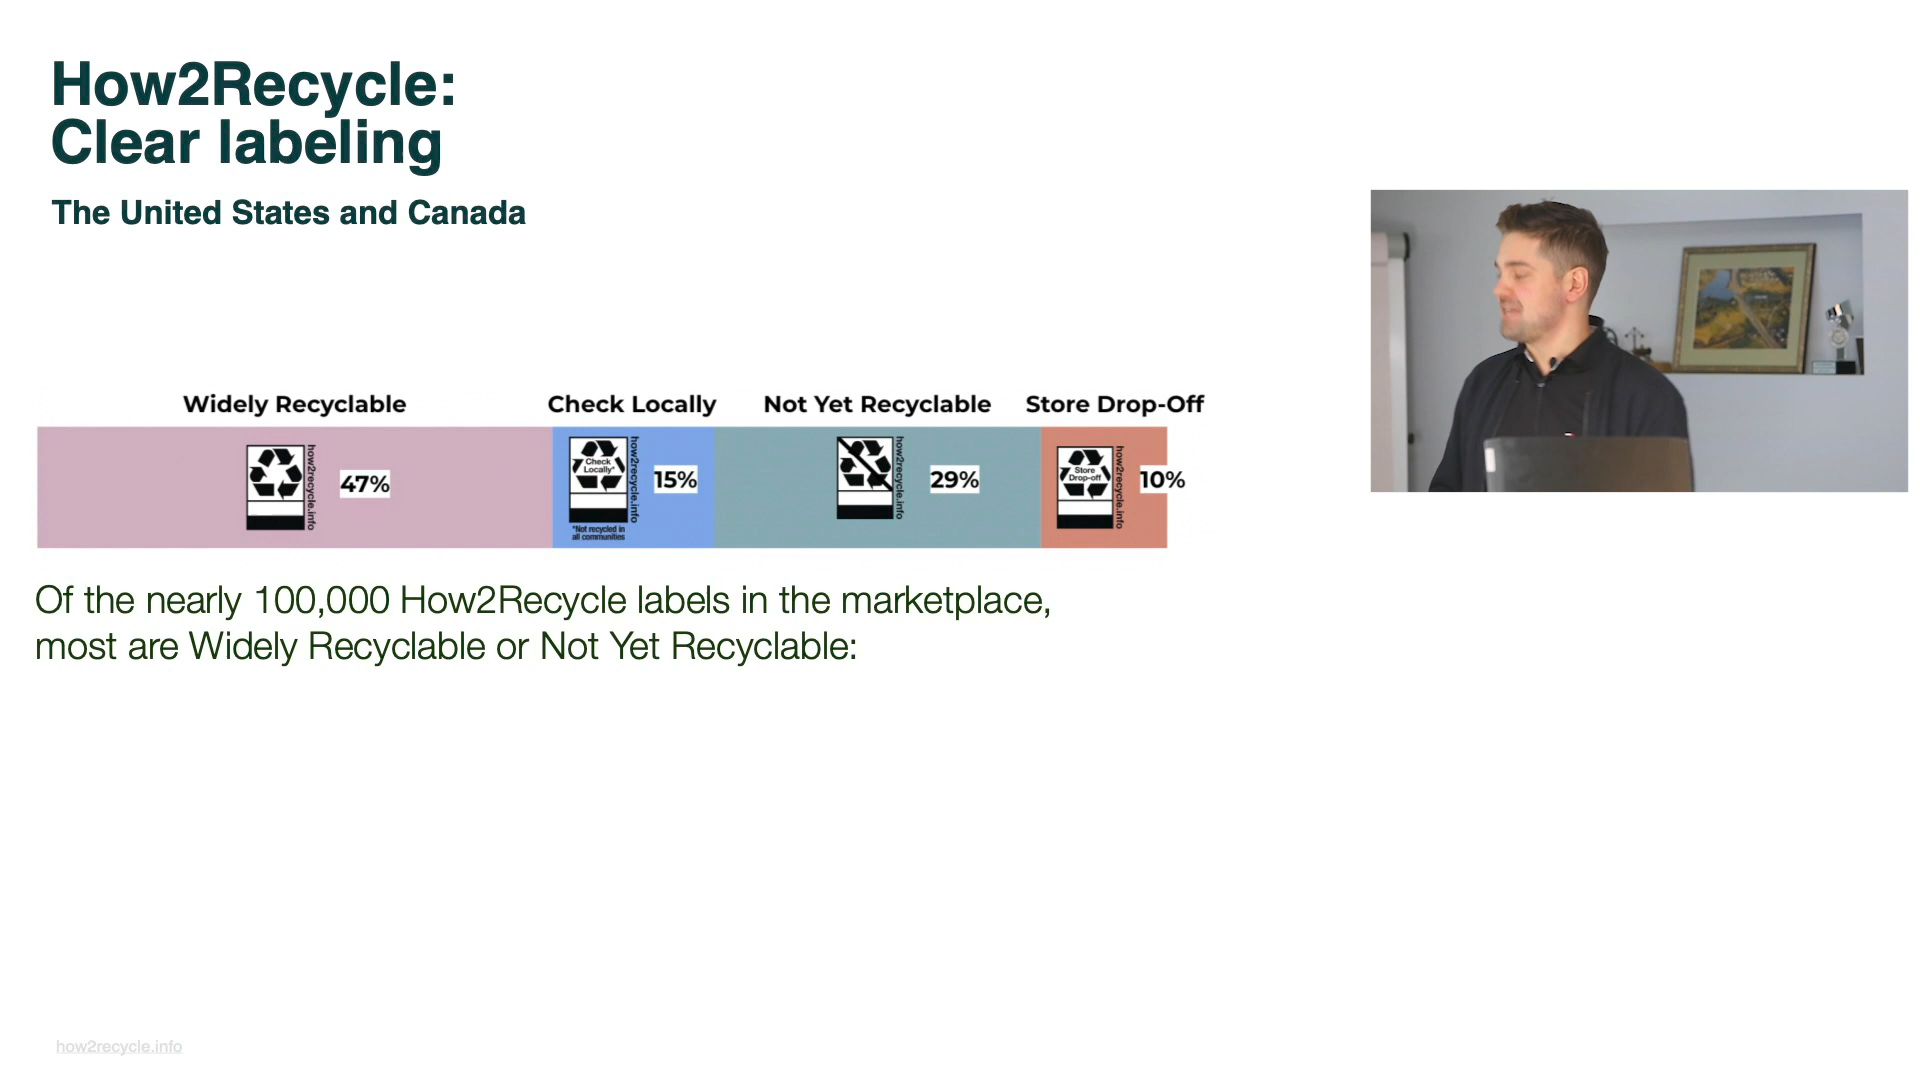 How2Recycle:
Clear labeling
The United States and Canada
Widely Recyclable
Check Locally
Not Yet Recyclable
Store Drop-Off
how2recycle.info
47%
Check
Locally*
how2recycle.info
*Not recycled in
all communities
15%
how2recycle.info
29%
Store
Drop-off
how2recycle.info
10%
Of the nearly 100,000 How2Recycle labels in the marketplace,
most are Widely Recyclable or Not Yet Recyclable:
how2recycle.info